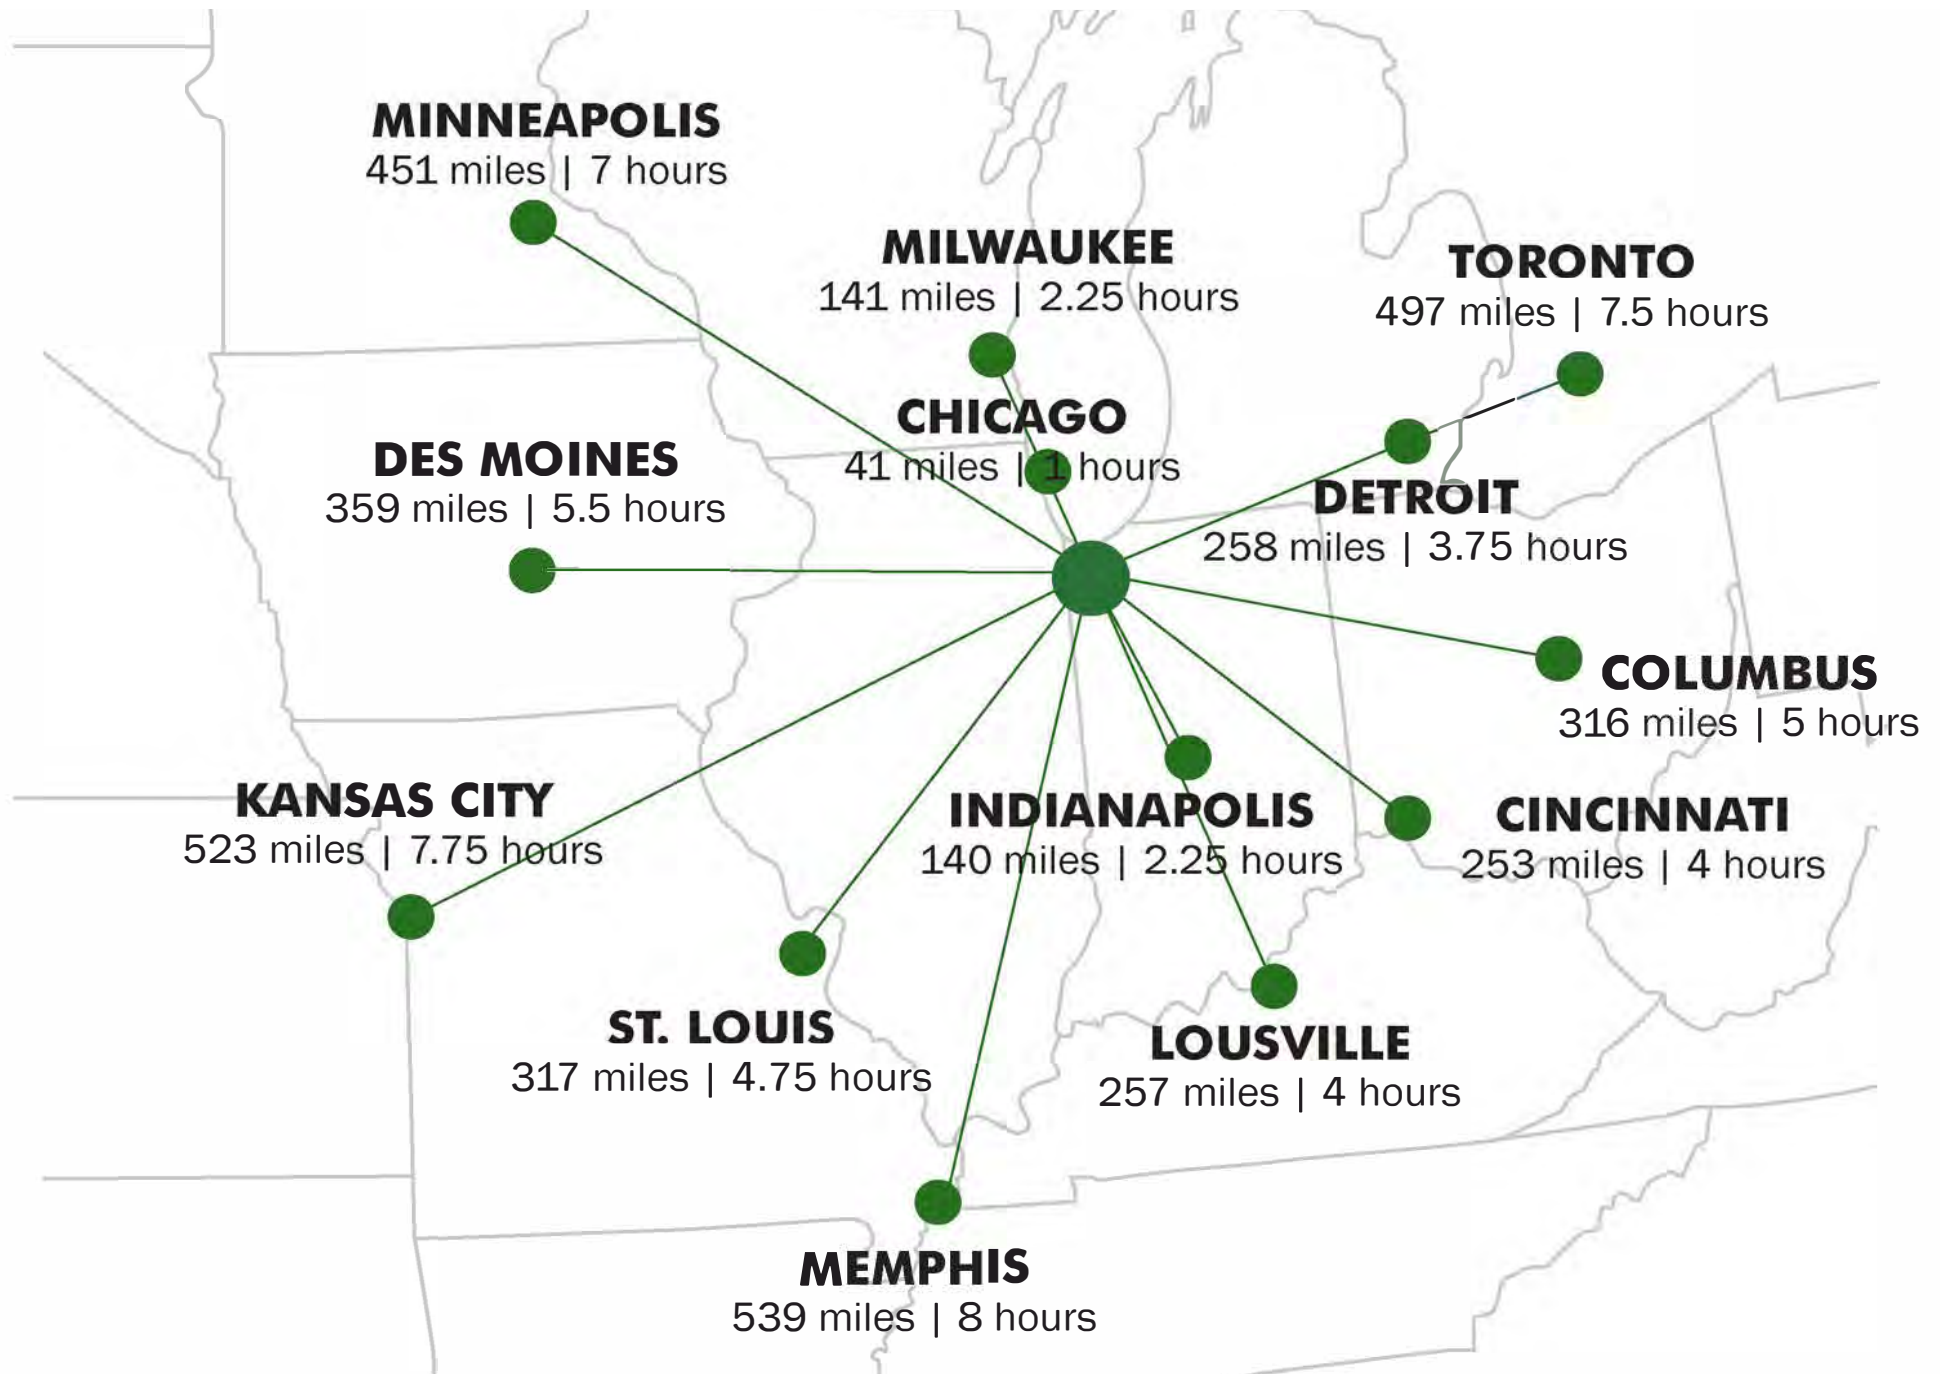 MINNEAPOLIS
451 miles | 7 hours
MILWAUKEE
141 miles | 2.25 hours
TORONTO
497 miles | 7.5 hours
CHICAGO
41 miles | 1 hours
DES MOINES
359 miles | 5.5 hours
DETROIT
258 miles | 3.75 hours
COLUMBUS
316 miles | 5 hours
KANSAS CITY
523 miles | 7.75 hours
INDIANAPOLIS
140 miles | 2.25 hours
CINCINNATI
253 miles | 4 hours
ST. LOUIS
317 miles | 4.75 hours
LOUSVILLE
257 miles | 4 hours
MEMPHIS
539 miles | 8 hours